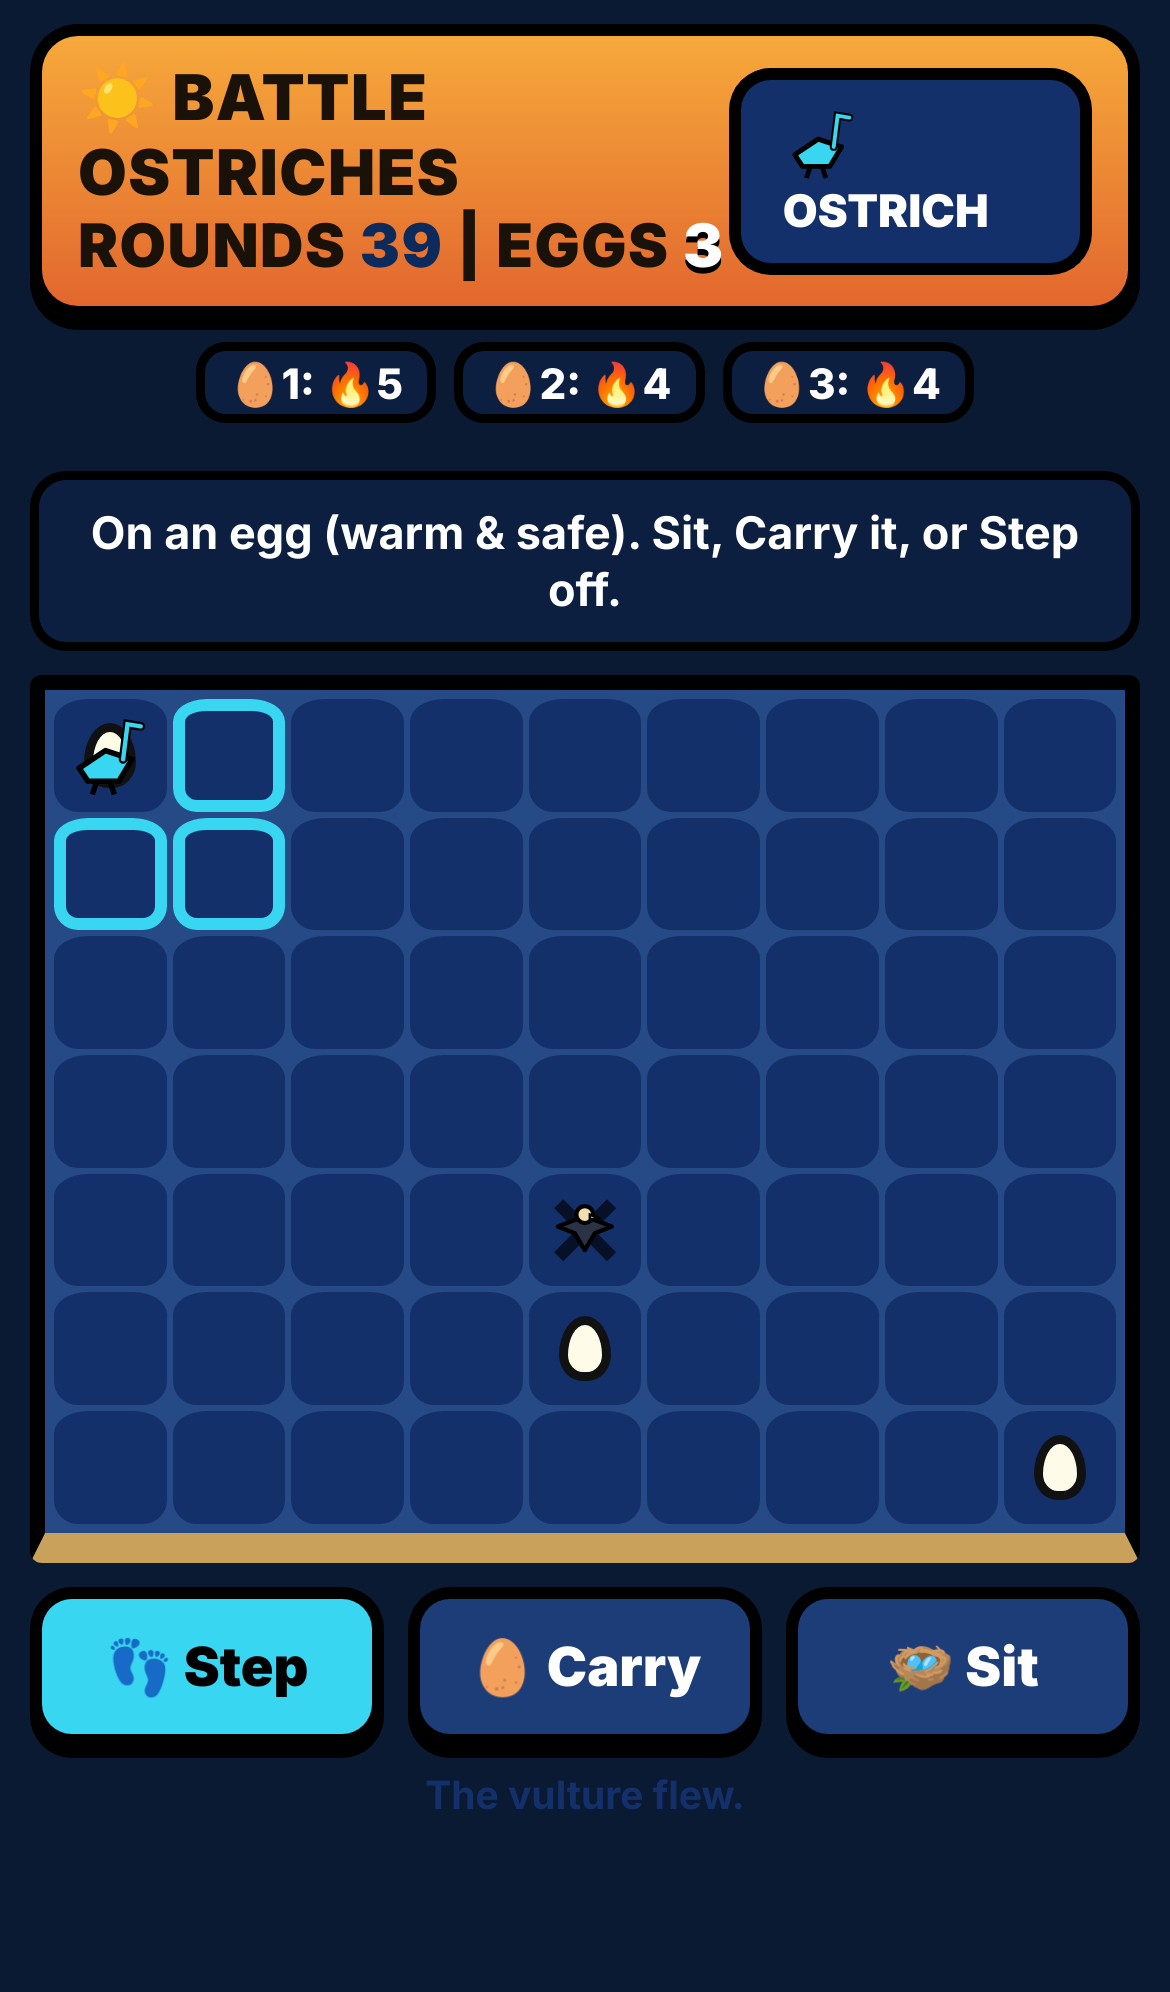 ☀️ BATTLE
OSTRICHES
ROUNDS 39 | EGGS 3
OSTRICH
🥚1: 🔥5
🥚2: 🔥4
🥚3: 🔥4
On an egg (warm & safe). Sit, Carry it, or Step
off.
👣 Step
🥚 Carry
🪺 Sit
The vulture flew.